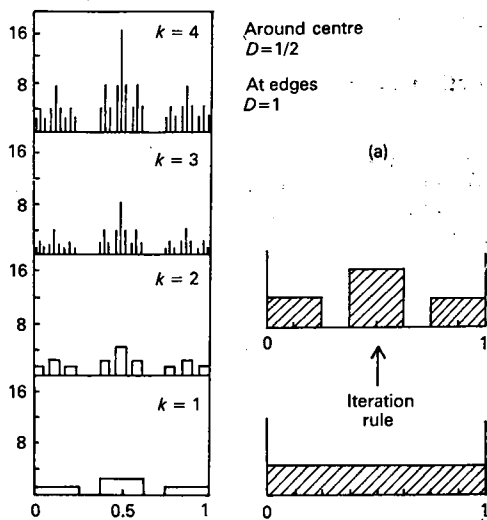 16
8
k = 4
16
8
k = 3
16
8
k = 2
16
8
k = 1
0
0.5
1
Around centre
D=1/2
At edges
D=1
(a)
0
1
Iteration
rule
0
1